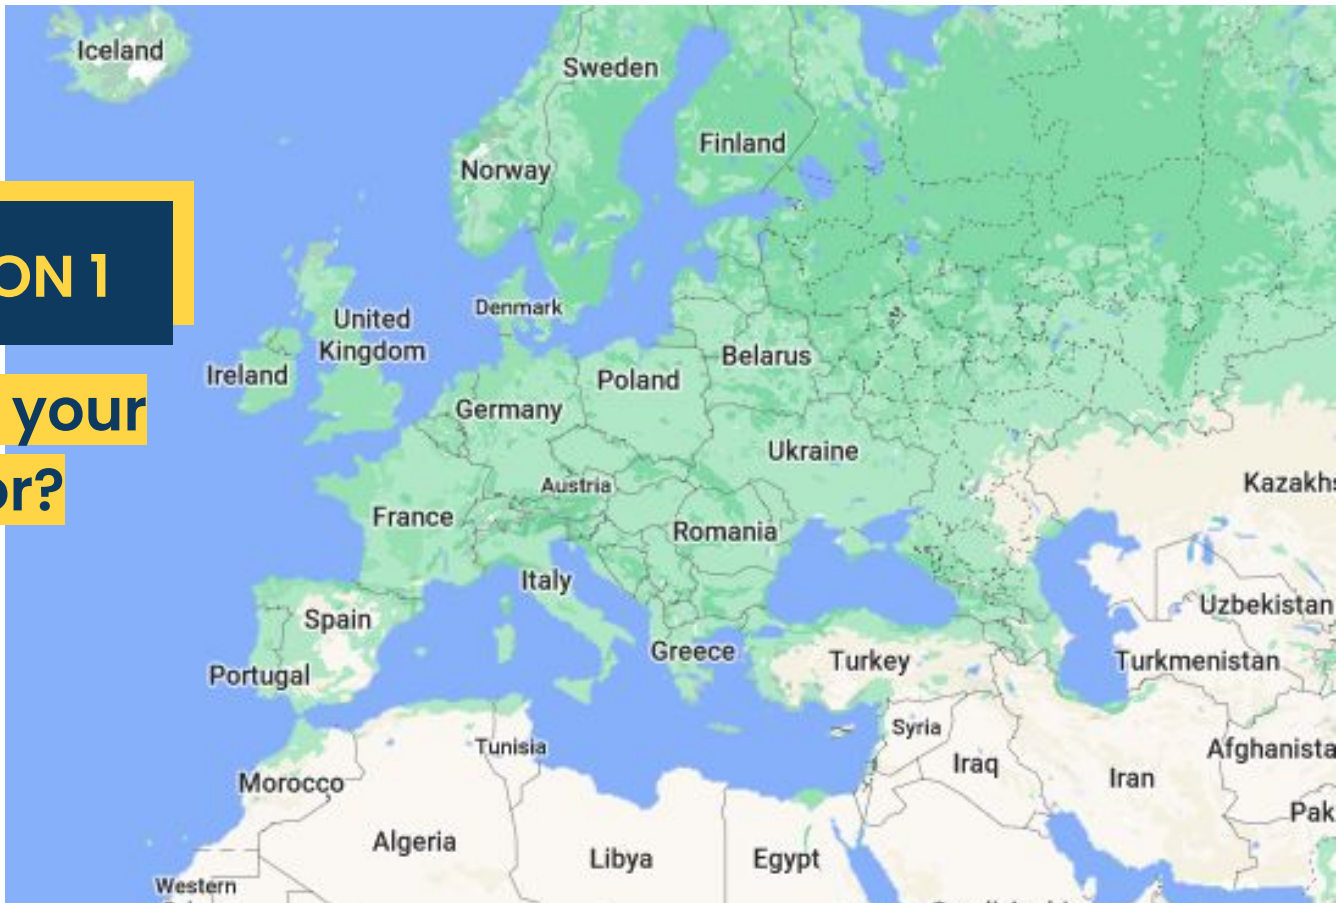 Iceland
Sweden
Finland
Norway
ON 1
Denmark
United
Kingdom
Belarus
Ireland
Poland
your
Germany
Ukraine
or?
Austria
Kazakhs
France
Romania
Italy
Uzbekistan
Spain
Greece
Turkey
Turkmenistan
Portugal
Syria
Tunisia
Afghanista
Iraq
Iran
Morocco
Pak
Algeria
Libya
Egypt
Western